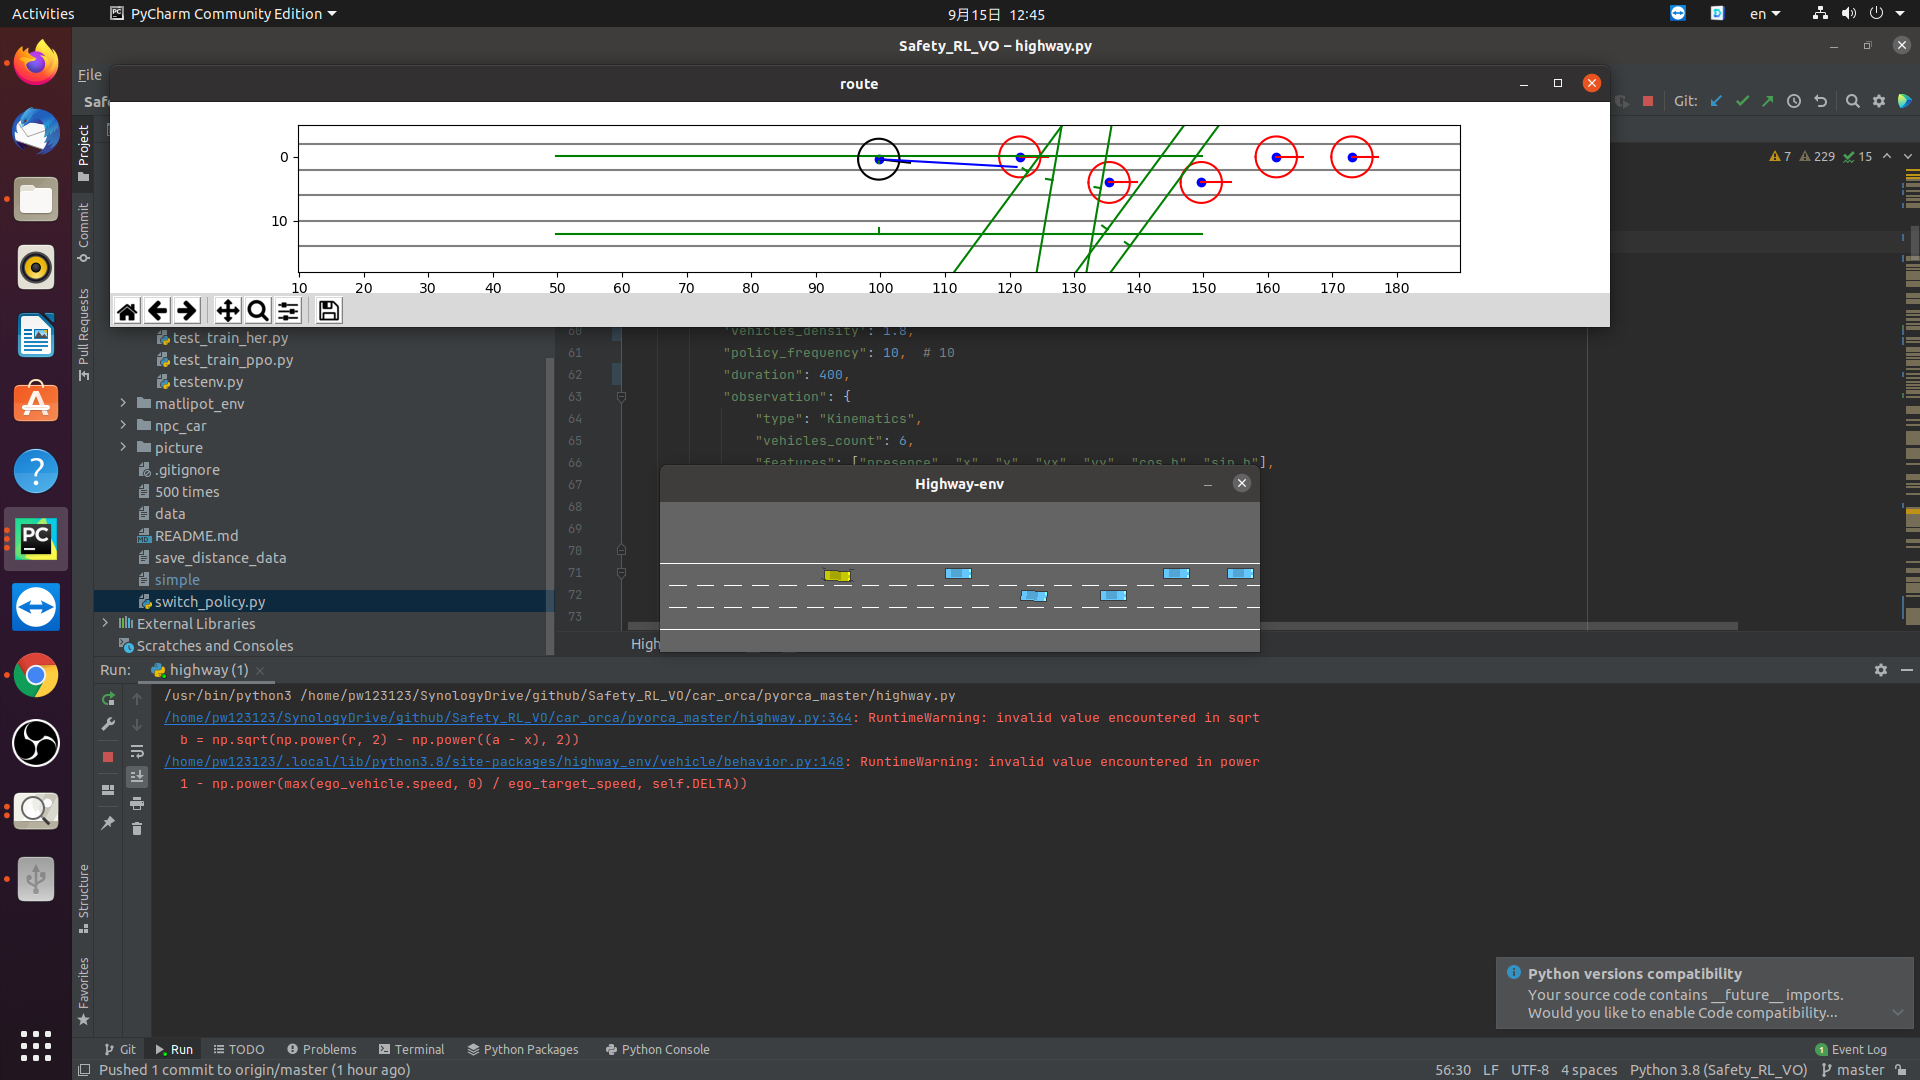 Activities
PyCharm Community Edition
9月15日 12:45
en
Safety_RL_VO – highway.py
File
route
Git:
Project
Commit
Pull Requests
0
10
10 20 30 40 50 60 70 80 90 100 110 120 130 140 150 160 170 180
7 229 15
test_train_her.py
test_train_ppo.py
testenv.py
matlipot_env
npc_car
picture
.gitignore
500 times
data
README.md
save_distance_data
simple
switch_policy.py
External Libraries
Scratches and Consoles
60 "vehicles_density": 1.8,
61 "policy_frequency": 10, # 10
62 "duration": 400,
63 "observation": {
64 "type": "Kinematics",
65 "vehicles_count": 6,
66 "features": ["presence", "x", "y", "vx", "vy", "cos_h", "sin_h"],
67
68
69
70
71
72
73
Highway-env
High
Run: highway (1)
/usr/bin/python3 /home/pw123123/SynologyDrive/github/Safety_RL_VO/car_orca/pyorca_master/highway.py
/home/pw123123/SynologyDrive/github/Safety_RL_VO/car_orca/pyorca_master/highway.py:364: RuntimeWarning: invalid value encountered in sqrt
b = np.sqrt(np.power(r, 2) - np.power((a - x), 2))
/home/pw123123/.local/lib/python3.8/site-packages/highway_env/vehicle/behavior.py:148: RuntimeWarning: invalid value encountered in power
1 - np.power(max(ego_vehicle.speed, 0) / ego_target_speed, self.DELTA))
Structure
Favorites
Python versions compatibility
Your source code contains __future__ imports.
Would you like to enable Code compatibility...
Git Run TODO Problems Terminal Python Packages Python Console
1 Event Log
Pushed 1 commit to origin/master (1 hour ago)
56:30 LF UTF-8 4 spaces Python 3.8 (Safety_RL_VO) master